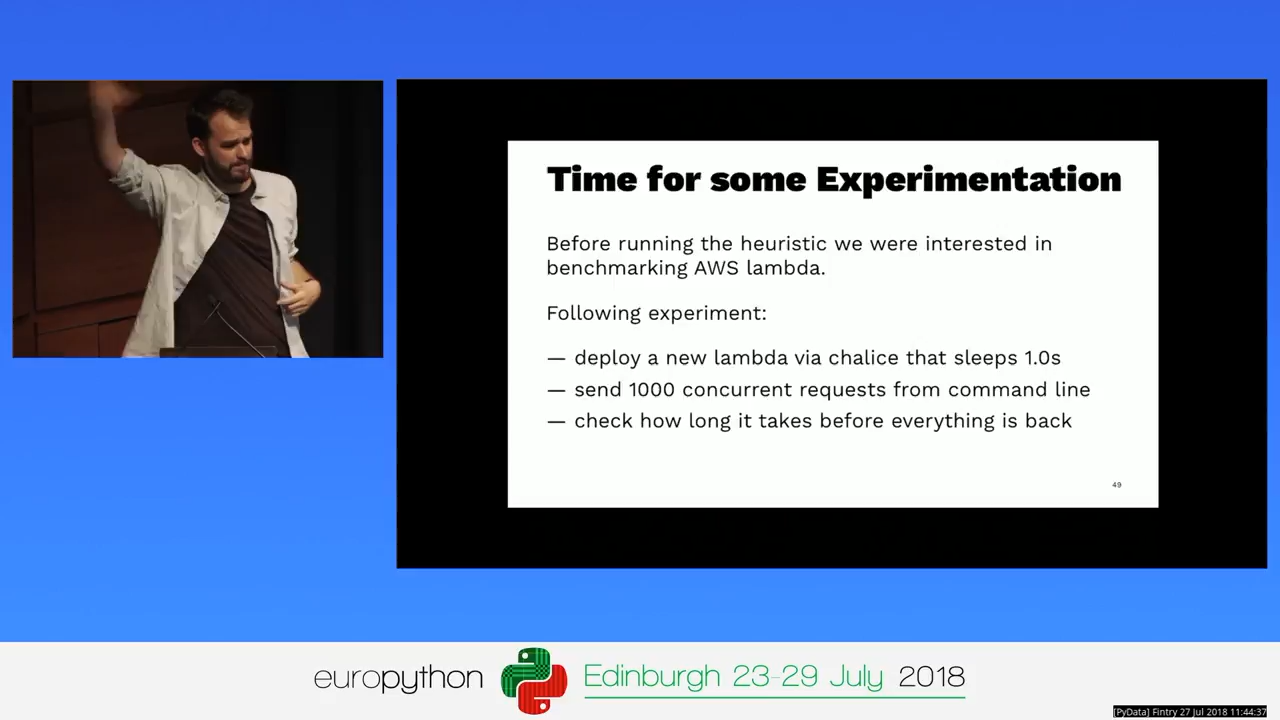 Time for some Experimentation
Before running the heuristic we were interested in
benchmarking AWS lambda.
Following experiment:
— deploy a new lambda via chalice that sleeps 1.0s
— send 1000 concurrent requests from command line
— check how long it takes before everything is back
49
europython Edinburgh 23-29 July 2018
[PyData] Fintry 27 Jul 2018 11:44:37